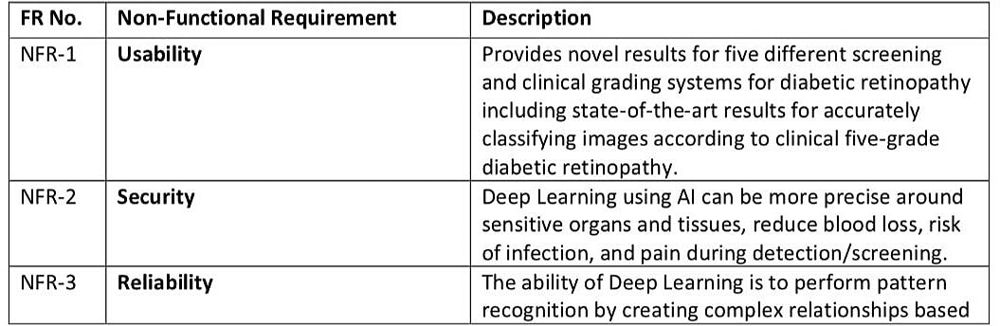 FR No. Non-Functional Requirement Description
NFR-1 Usability Provides novel results for five different screening
and clinical grading systems for diabetic retinopathy
including state-of-the-art results for accurately
classifying images according to clinical five-grade
diabetic retinopathy.
NFR-2 Security Deep Learning using AI can be more precise around
sensitive organs and tissues, reduce blood loss, risk
of infection, and pain during detection/screening.
NFR-3 Reliability The ability of Deep Learning is to perform pattern
recognition by creating complex relationships based